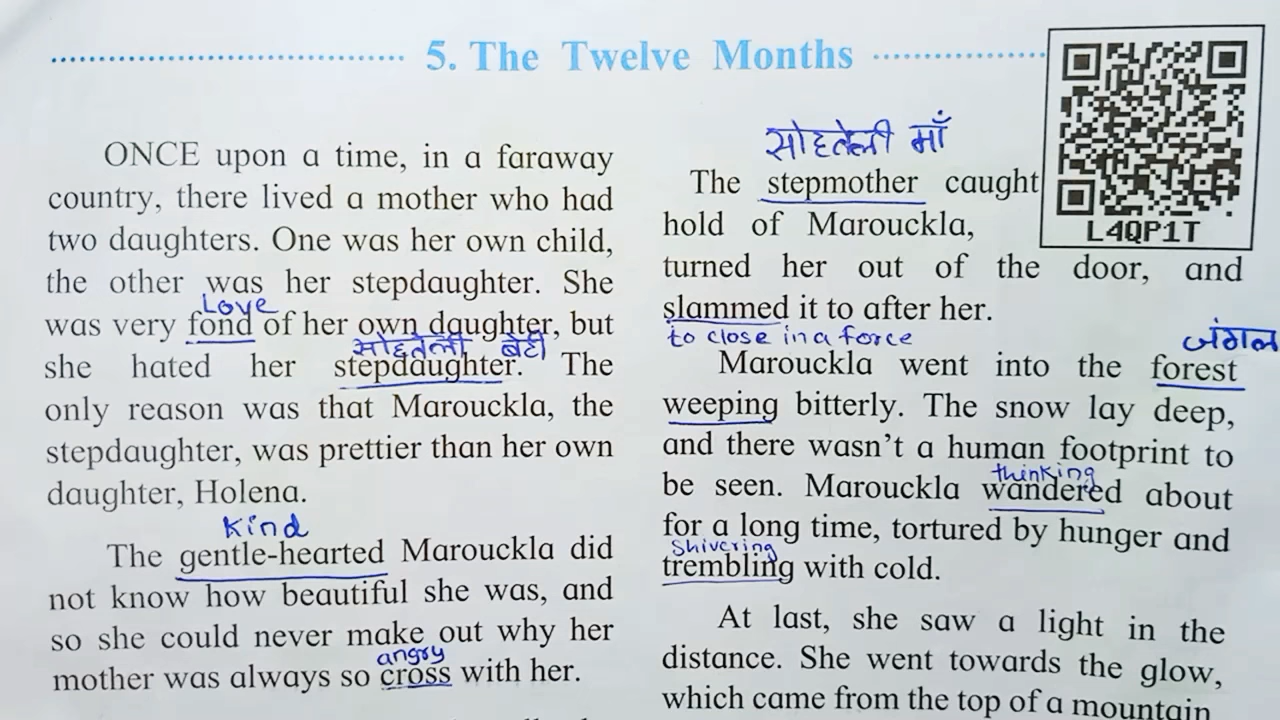 5. The Twelve Months
ONCE upon a time, in a faraway
country, there lived a mother who had
two daughters. One was her own child,
the other was her stepdaughter. She
Love
was very fond of her own daughter, but
सोहतेली बेटी
she hated her stepdaughter. The
only reason was that Marouckla, the
stepdaughter, was prettier than her own
daughter, Holena.
Kind
The gentle-hearted Marouckla did
not know how beautiful she was, and
so she could never make out why her
angry
mother was always so cross with her.
सोहतेली माँ
The stepmother caught
hold of Marouckla,
turned her out of the door, and
slammed it to after her.
to close in a force
जंगल
Marouckla went into the forest
weeping bitterly. The snow lay deep,
and there wasn't a human footprint to
thinking
be seen. Marouckla wandered about
for a long time, tortured by hunger and
Shivering
trembling with cold.
At last, she saw a light in the
distance. She went towards the glow,
which came from the top of a mountain
L4QP1T